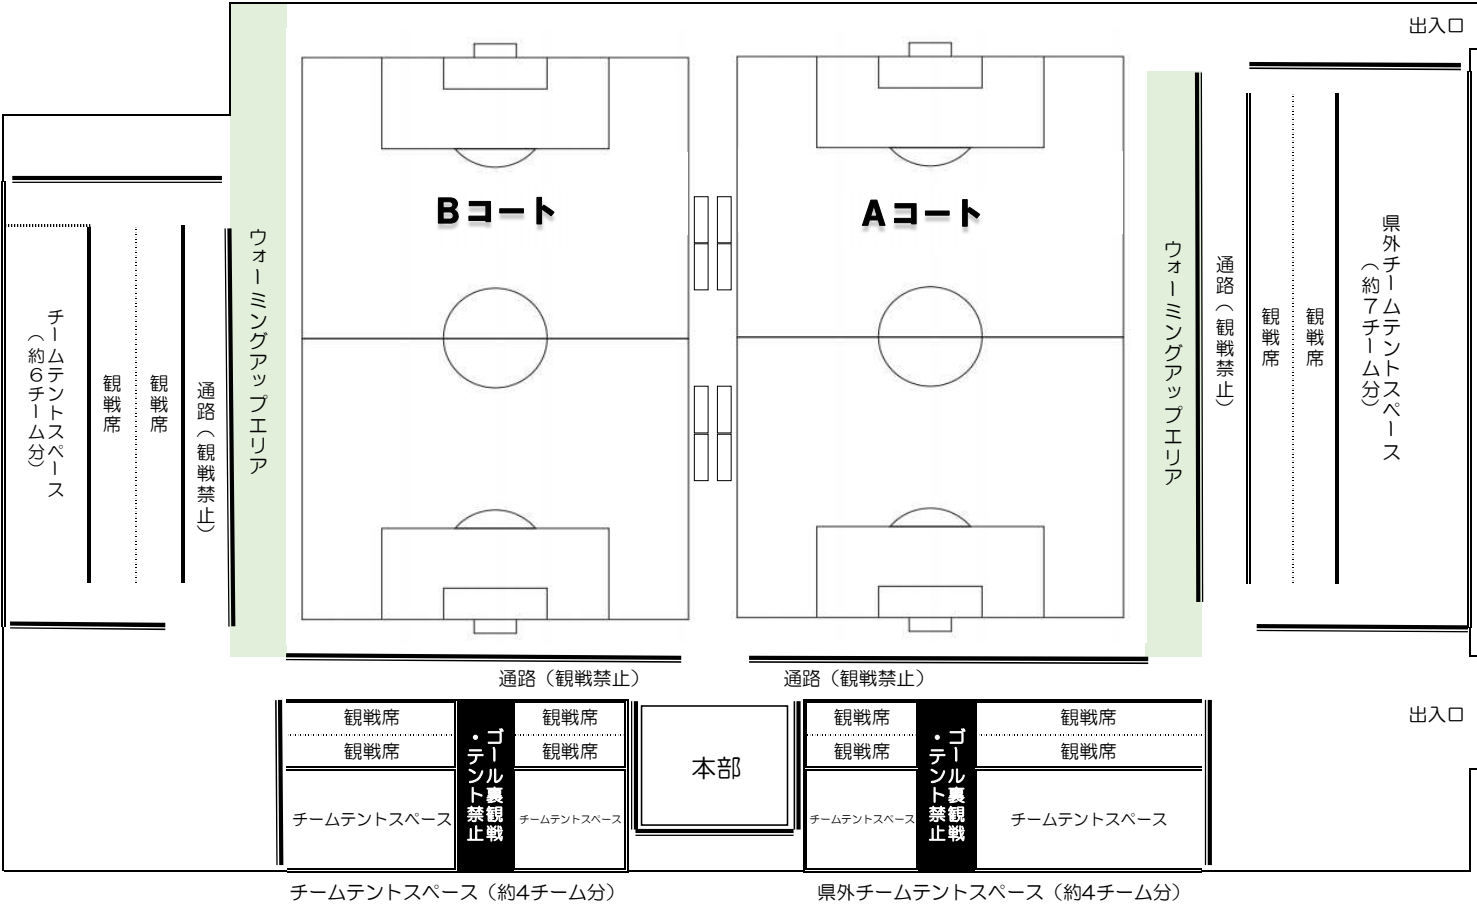 出入口
Bコート
Aコート
チームテントスペース
（約6チーム分）
観戦席
観戦席
通路（観戦禁止）
ウォーミングアップエリア
ウォーミングアップエリア
通路（観戦禁止）
観戦席
観戦席
県外チームテントスペース
（約7チーム分）
通路（観戦禁止）
通路（観戦禁止）
出入口
観戦席
観戦席
チームテントスペース
ゴール裏観戦
・テント禁止
観戦席
観戦席
チームテントスペース
本部
観戦席
観戦席
チームテントスペース
ゴール裏観戦
・テント禁止
観戦席
観戦席
チームテントスペース
チームテントスペース（約4チーム分）
県外チームテントスペース（約4チーム分）